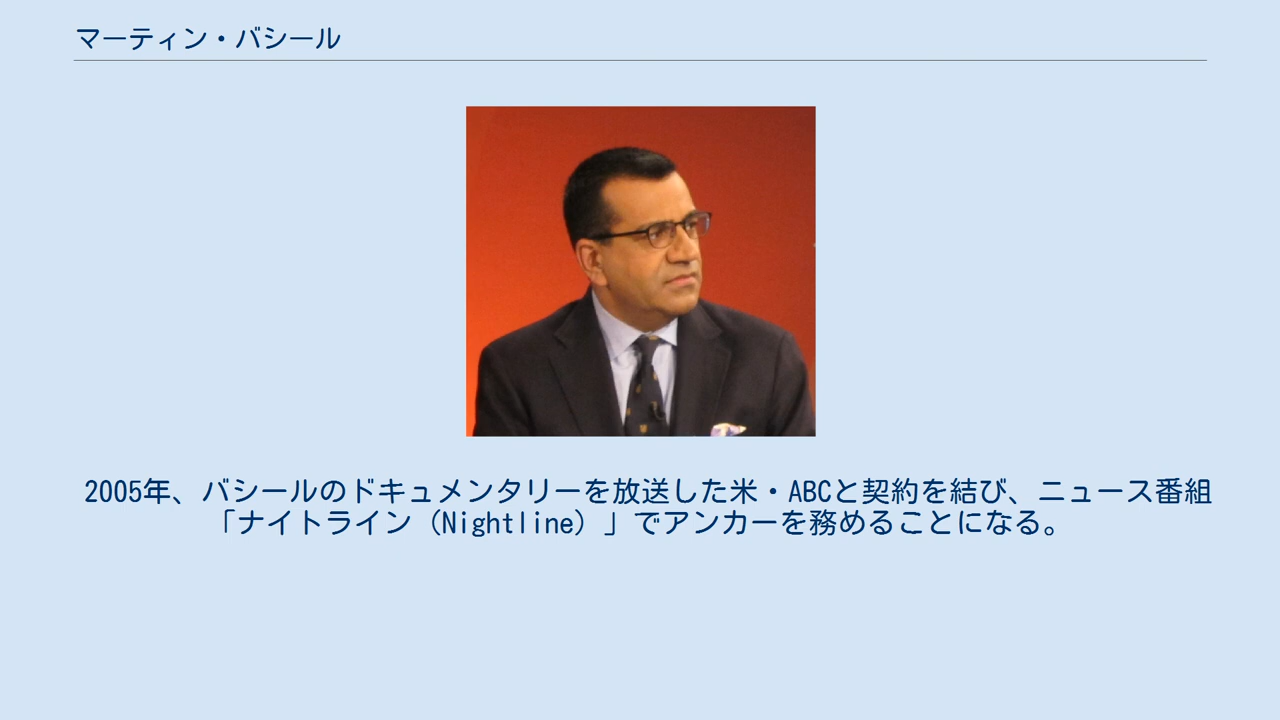 マーティン・バシール
2005年、バシールのドキュメンタリーを放送した米・ABCと契約を結び、ニュース番組
「ナイトライン（Nightline）」でアンカーを務めることになる。